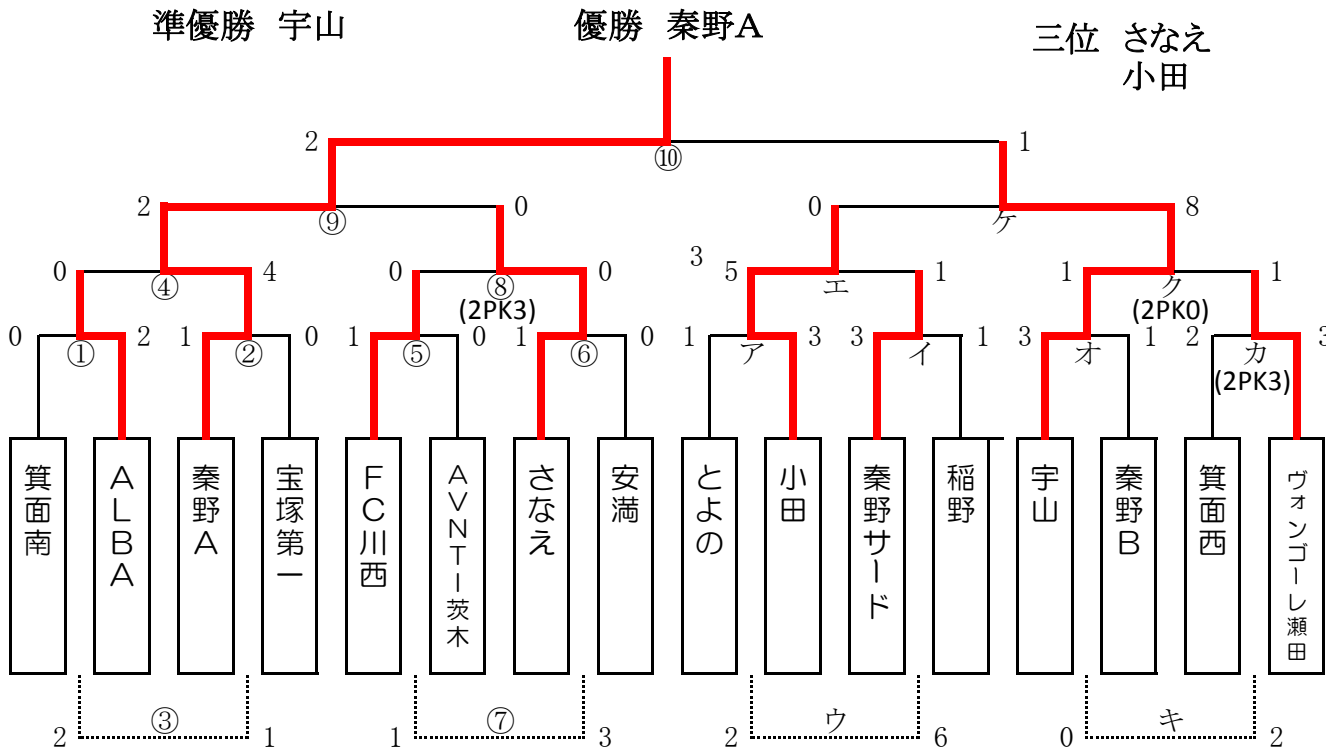 準優勝 宇山
優勝 秦野A
三位 さなえ
小田
2
⑩
1
2
⑨
0
0
ケ
8
0
④
4
0
⑧
0
3
5
エ
1
1
ク
1
(2PK3)
(2PK0)
0
①
2
1
②
0
1
⑤
0
1
⑥
0
1
ア
3
3
イ
1
3
オ
1
2
カ
3
(2PK3)
箕面南
ALBA
秦野A
宝塚第一
FC川西
AVNTI茨木
さなえ
安満
とよの
小田
秦野サード
稲野
宇山
秦野B
箕面西
ヴォンゴーレ瀬田
2
③
1
1
⑦
3
2
ウ
6
0
キ
2